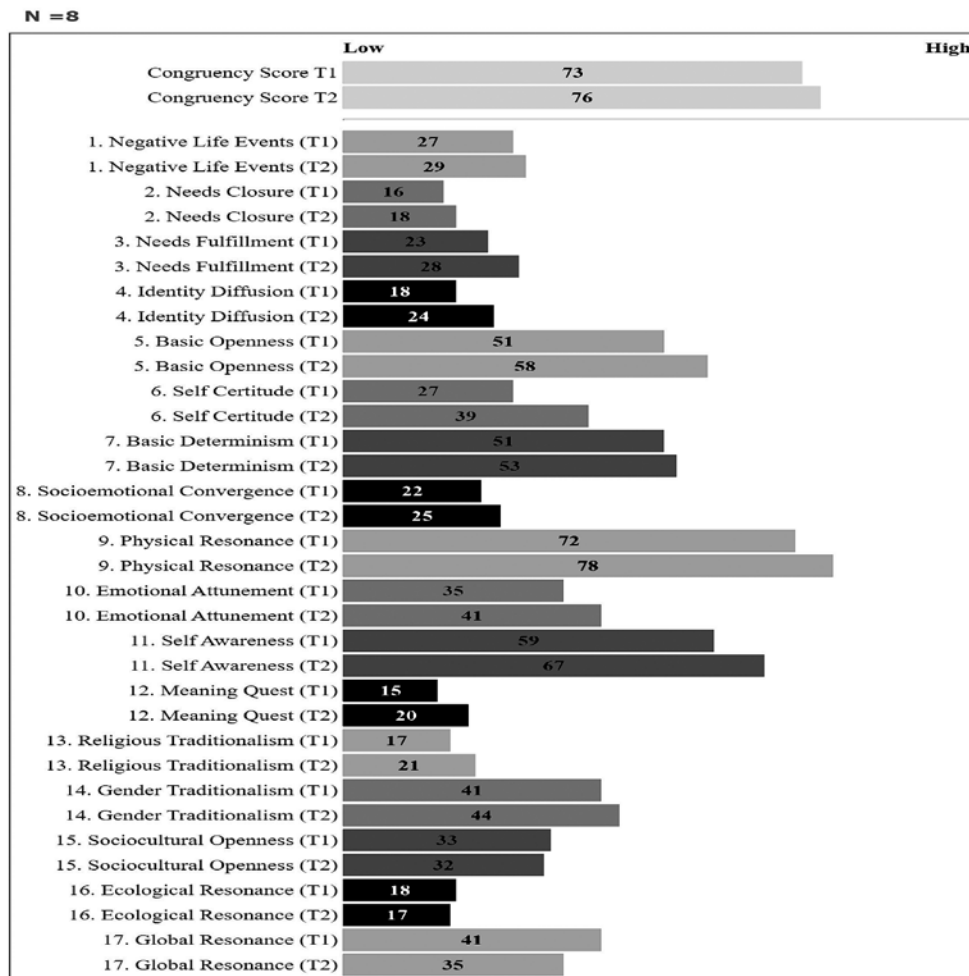 N =8
Low High
Congruency Score T1 73
Congruency Score T2 76
1. Negative Life Events (T1) 27
1. Negative Life Events (T2) 29
2. Needs Closure (T1) 16
2. Needs Closure (T2) 18
3. Needs Fulfillment (T1) 23
3. Needs Fulfillment (T2) 28
4. Identity Diffusion (T1) 18
4. Identity Diffusion (T2) 24
5. Basic Openness (T1) 51
5. Basic Openness (T2) 58
6. Self Certitude (T1) 27
6. Self Certitude (T2) 39
7. Basic Determinism (T1) 51
7. Basic Determinism (T2) 53
8. Socioemotional Convergence (T1) 22
8. Socioemotional Convergence (T2) 25
9. Physical Resonance (T1) 72
9. Physical Resonance (T2) 78
10. Emotional Attunement (T1) 35
10. Emotional Attunement (T2) 41
11. Self Awareness (T1) 59
11. Self Awareness (T2) 67
12. Meaning Quest (T1) 15
12. Meaning Quest (T2) 20
13. Religious Traditionalism (T1) 17
13. Religious Traditionalism (T2) 21
14. Gender Traditionalism (T1) 41
14. Gender Traditionalism (T2) 44
15. Sociocultural Openness (T1) 33
15. Sociocultural Openness (T2) 32
16. Ecological Resonance (T1) 18
16. Ecological Resonance (T2) 17
17. Global Resonance (T1) 41
17. Global Resonance (T2) 35